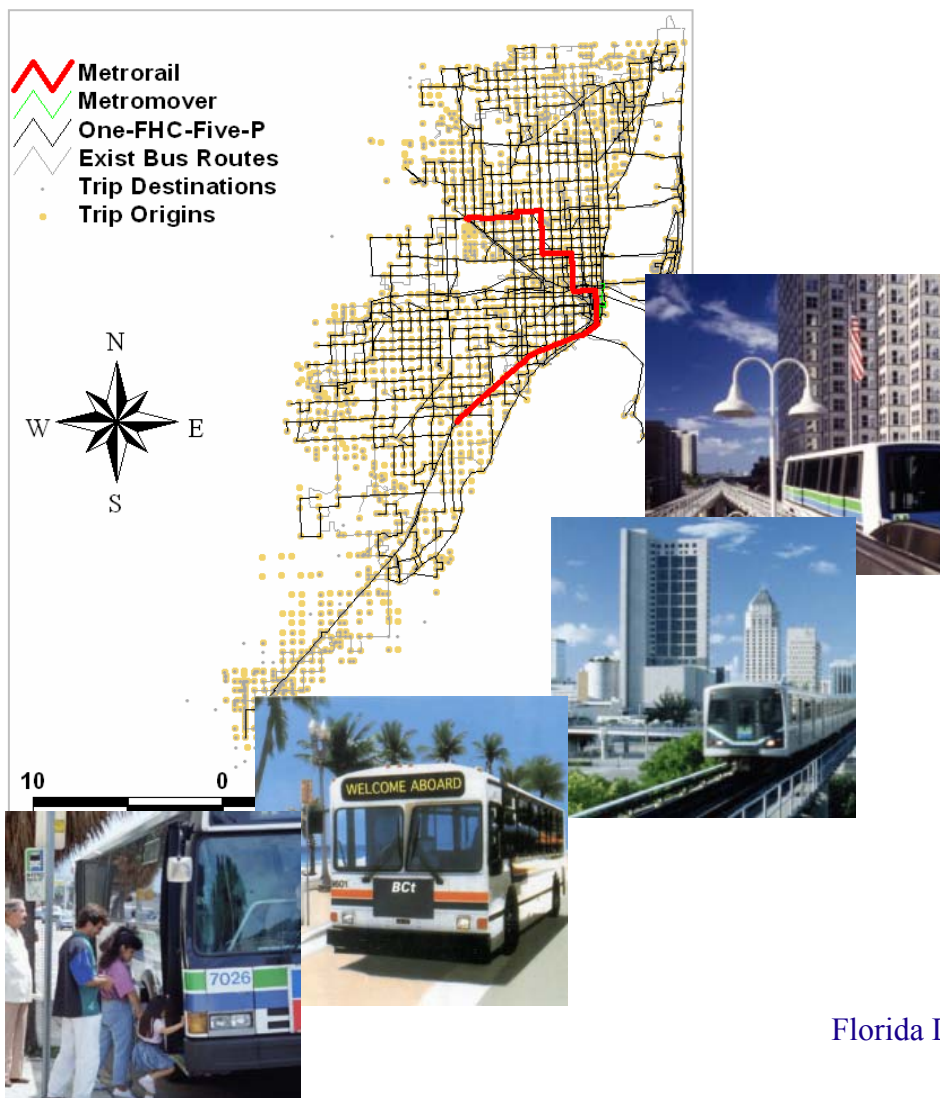 Metrorail
Metromover
One-FHC-Five-P
Exist Bus Routes
Trip Destinations
Trip Origins
N
W
E
S
10
0
WELCOME ABOARD
BCt
7026
Florida